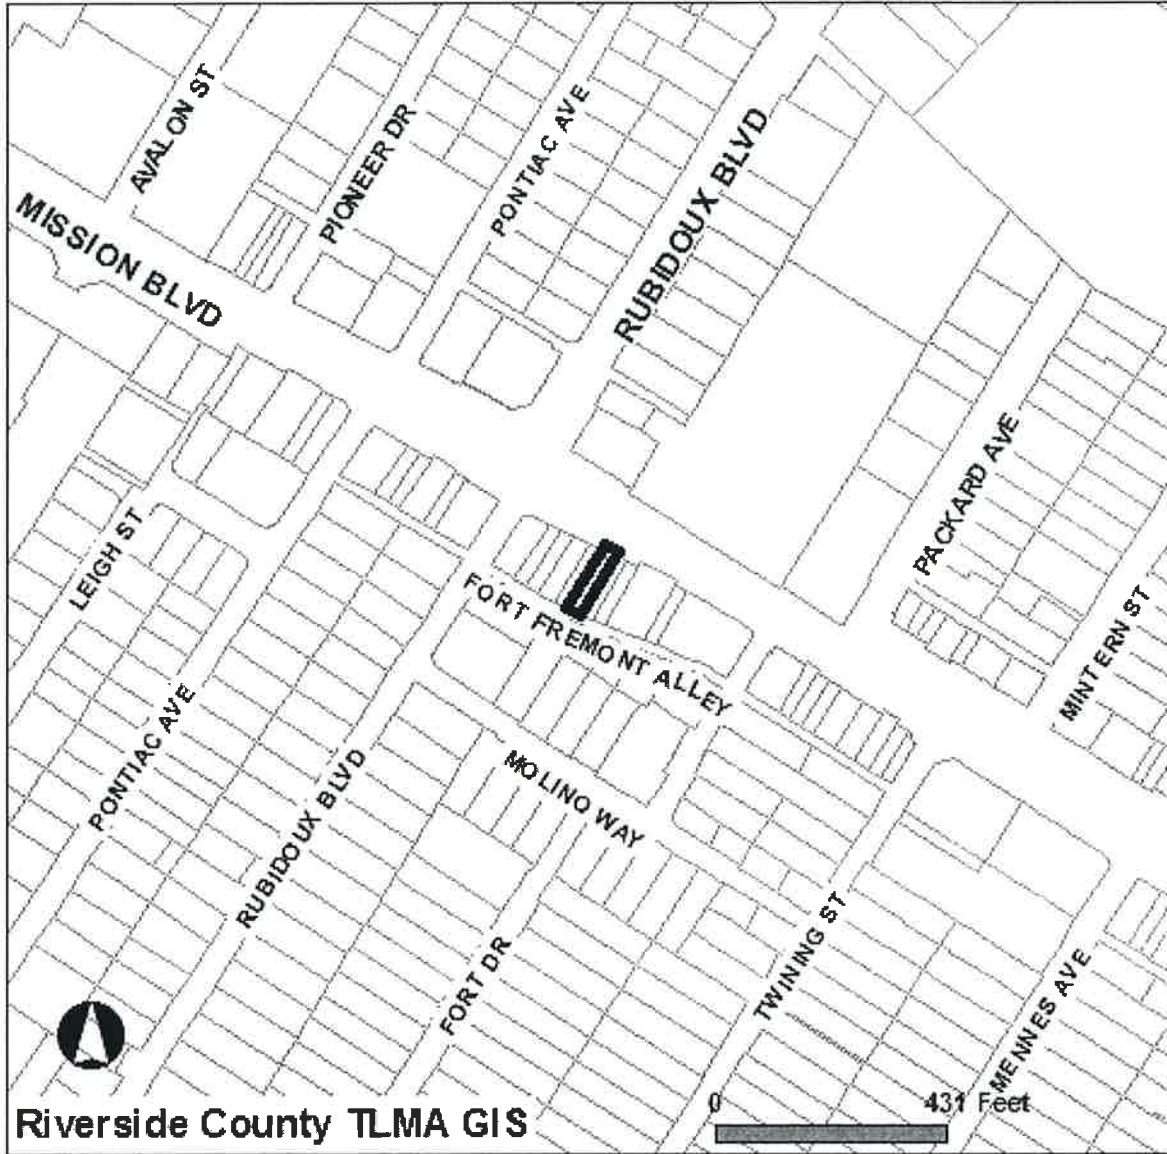 AVALON ST
PIONEER DR
PONTIAC AVE
RUBIDOUX BLVD
MISSION BLVD
PACKARD AVE
LEIGH ST
FORT FREMONT ALLEY
MINTERN ST
PONTIAC AVE
RUBIDOUX BLVD
MOLINO WAY
FORT DR
TWINING ST
MENNES AVE
0 431 Feet
Riverside County TLMA GIS